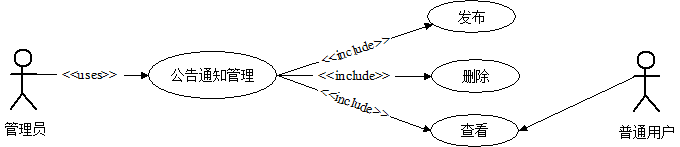 发布
<<include>>
<<uses>>
公告通知管理
<<include>>
删除
<<include>>
管理员
查看
普通用户